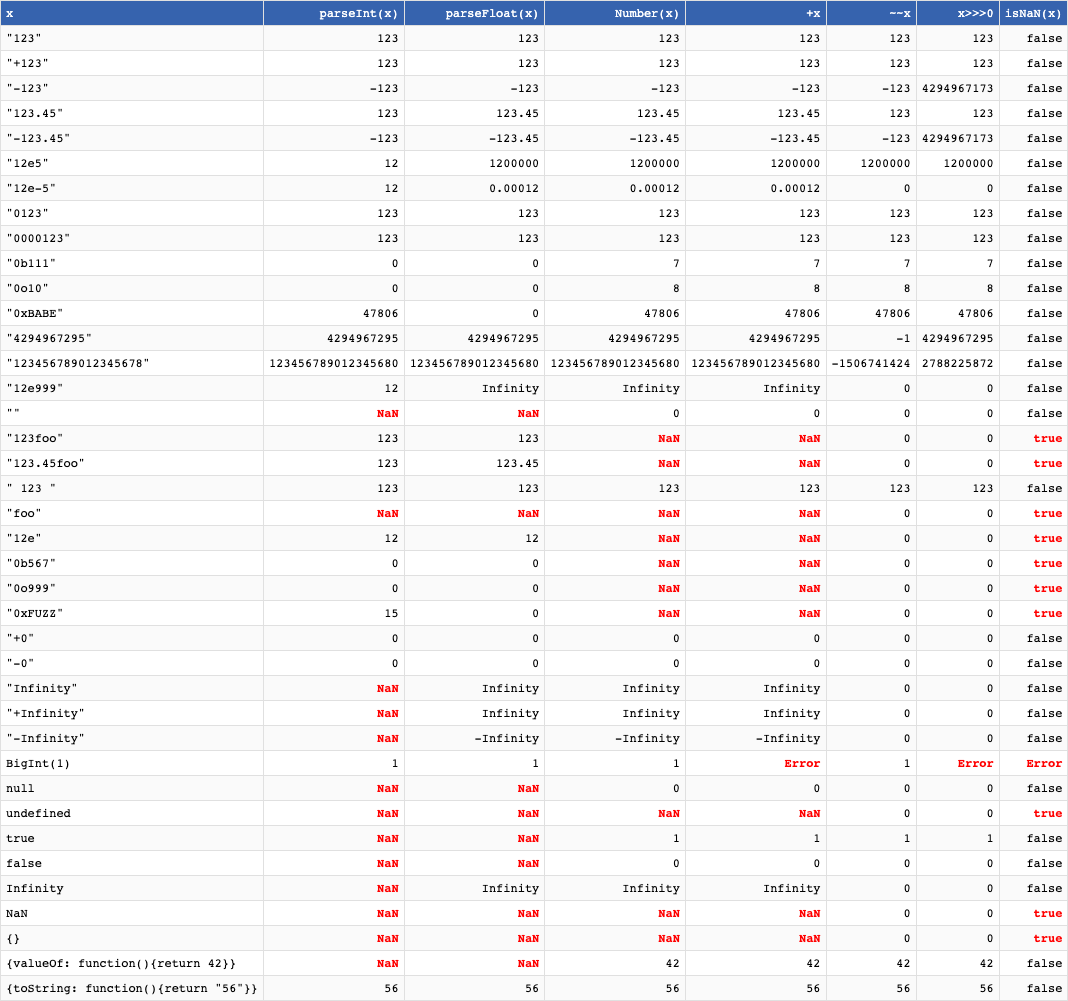 x parseInt(x) parseFloat(x) Number(x) +x ~~x x>>>0 isNaN(x)
"123" 123 123 123 123 123 123 false
"+123" 123 123 123 123 123 123 false
"-123" -123 -123 -123 -123 -123 4294967173 false
"123.45" 123 123.45 123.45 123.45 123 123 false
"-123.45" -123 -123.45 -123.45 -123.45 -123 4294967173 false
"12e5" 12 1200000 1200000 1200000 1200000 1200000 false
"12e-5" 12 0.00012 0.00012 0.00012 0 0 false
"0123" 123 123 123 123 123 123 false
"0000123" 123 123 123 123 123 123 false
"0b111" 0 0 7 7 7 7 false
"0o10" 0 0 8 8 8 8 false
"0xBABE" 47806 0 47806 47806 47806 47806 false
"4294967295" 4294967295 4294967295 4294967295 4294967295 -1 4294967295 false
"123456789012345678" 123456789012345680 123456789012345680 123456789012345680 123456789012345680 -1506741424 2788225872 false
"12e999" 12 Infinity Infinity Infinity 0 0 false
"" NaN NaN 0 0 0 0 false
"123foo" 123 123 NaN NaN 0 0 true
"123.45foo" 123 123.45 NaN NaN 0 0 true
" 123 " 123 123 123 123 123 123 false
"foo" NaN NaN NaN NaN 0 0 true
"12e" 12 12 NaN NaN 0 0 true
"0b567" 0 0 NaN NaN 0 0 true
"0o999" 0 0 NaN NaN 0 0 true
"0xFUZZ" 15 0 NaN NaN 0 0 true
"+0" 0 0 0 0 0 0 false
"-0" 0 0 0 0 0 0 false
"Infinity" NaN Infinity Infinity Infinity 0 0 false
"+Infinity" NaN Infinity Infinity Infinity 0 0 false
"-Infinity" NaN -Infinity -Infinity -Infinity 0 0 false
BigInt(1) 1 1 1 Error 1 Error Error
null NaN NaN 0 0 0 0 false
undefined NaN NaN NaN NaN 0 0 true
true NaN NaN 1 1 1 1 false
false NaN NaN 0 0 0 0 false
Infinity NaN Infinity Infinity Infinity 0 0 false
NaN NaN NaN NaN NaN 0 0 true
{} NaN NaN NaN NaN 0 0 true
{valueOf: function(){return 42}} NaN NaN 42 42 42 42 false
{toString: function(){return "56"}} 56 56 56 56 56 56 false